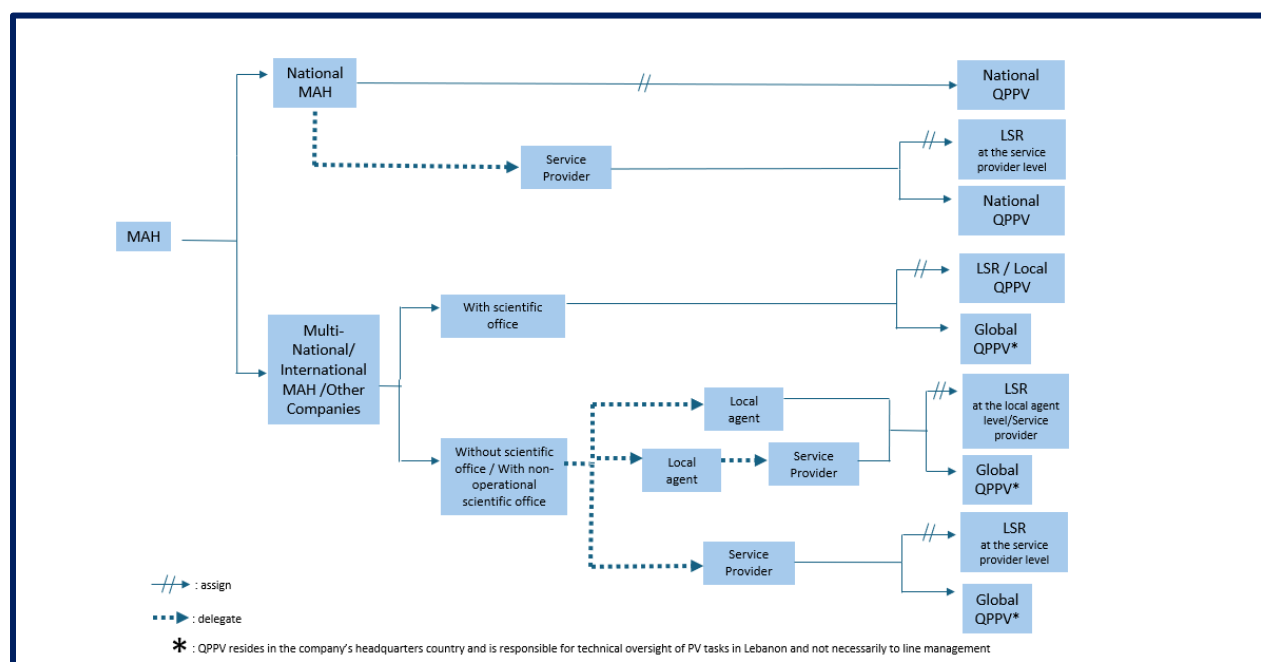 National
MAH
National
QPPV
Service
Provider
LSR
at the service
provider level
National
QPPV
MAH
Multi-
National/
International
MAH /Other
Companies
With scientific
office
LSR / Local
QPPV
Global
QPPV*
Without scientific
office / With non-
operational
scientific office
Local
agent
Local
agent
Service
Provider
LSR
at the local agent
level/Service
provider
Global
QPPV*
Service
Provider
LSR
at the service
provider level
Global
QPPV*
: assign
: delegate
* : QPPV resides in the company's headquarters country and is responsible for technical oversight of PV tasks in Lebanon and not necessarily to line management